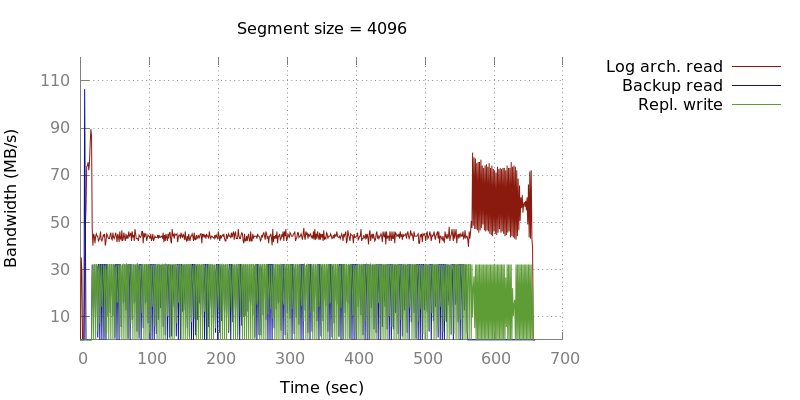 Segment size = 4096
Log arch. read
Backup read
Repl. write
Bandwidth (MB/s)
110
90
70
50
30
10
0 100 200 300 400 500 600 700
Time (sec)